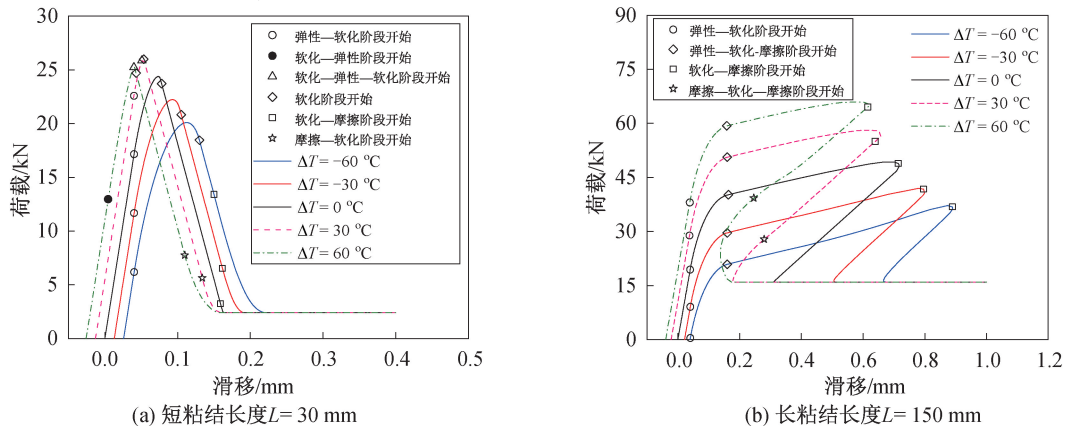 荷载/kN
30
25
20
15
10
5
0
0.0 0.1 0.2 0.3 0.4 0.5
滑移/mm
弹性—软化阶段开始
软化—弹性阶段开始
软化—弹性—软化阶段开始
软化阶段开始
软化—摩擦阶段开始
摩擦—软化阶段开始
ΔT = −60 °C
ΔT = −30 °C
ΔT = 0 °C
ΔT = 30 °C
ΔT = 60 °C
(a) 短粘结长度L= 30 mm
荷载/kN
90
75
60
45
30
15
0
0.0 0.2 0.4 0.6 0.8 1.0 1.2
滑移/mm
弹性—软化阶段开始
弹性—软化-摩擦阶段开始
软化—摩擦阶段开始
摩擦—软化—摩擦阶段开始
ΔT = −60 °C
ΔT = −30 °C
ΔT = 0 °C
ΔT = 30 °C
ΔT = 60 °C
(b) 长粘结长度L= 150 mm